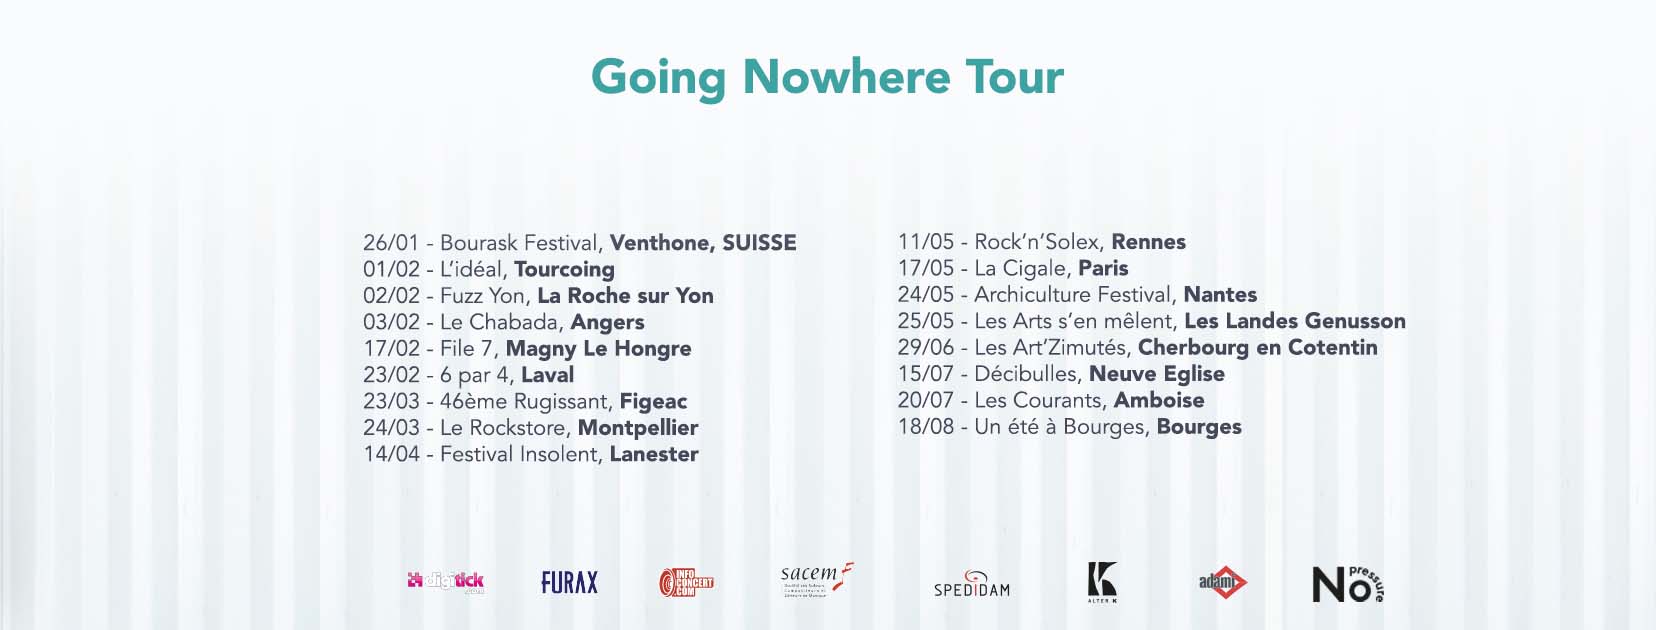 Going Nowhere Tour
26/01 - Bourask Festival, Venthone, SUISSE
01/02 - L'idéal, Tourcoing
02/02 - Fuzz Yon, La Roche sur Yon
03/02 - Le Chabada, Angers
17/02 - File 7, Magny Le Hongre
23/02 - 6 par 4, Laval
23/03 - 46ème Rugissant, Figeac
24/03 - Le Rockstore, Montpellier
14/04 - Festival Insolent, Lanester
11/05 - Rock'n'Solex, Rennes
17/05 - La Cigale, Paris
24/05 - Archiculture Festival, Nantes
25/05 - Les Arts s'en mêlent, Les Landes Genusson
29/06 - Les Art'Zimutés, Cherbourg en Cotentin
15/07 - Décibulles, Neuve Eglise
20/07 - Les Courants, Amboise
18/08 - Un été à Bourges, Bourges
digitick
FURAX
INFO
CONCERT
.COM
sacem
SPEDIDAM
K
ALTER K
adami
No pressure